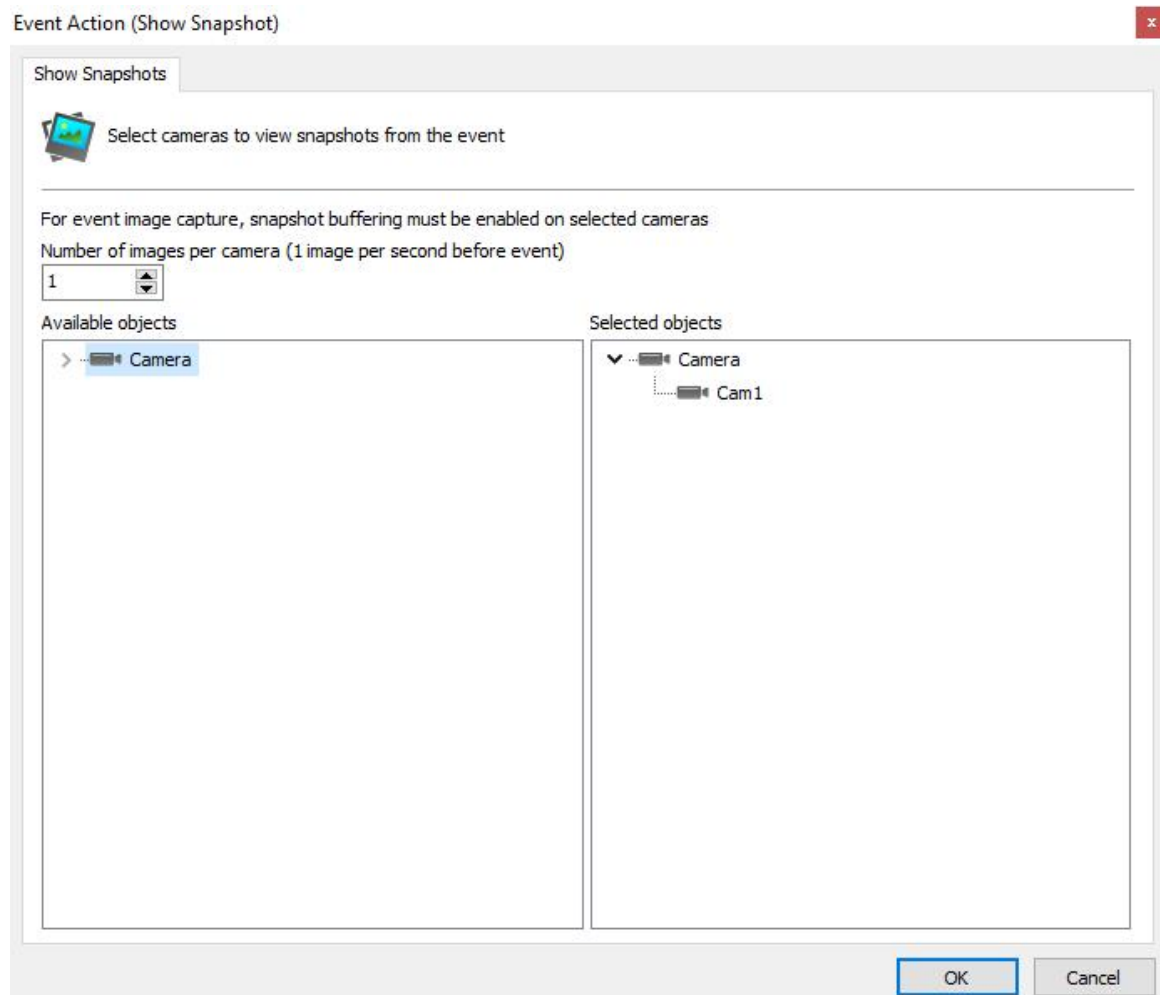 Event Action (Show Snapshot)
x
Show Snapshots
Select cameras to view snapshots from the event
For event image capture, snapshot buffering must be enabled on selected cameras
Number of images per camera (1 image per second before event)
1
Available objects
Selected objects
Camera
Camera
Cam1
OK
Cancel